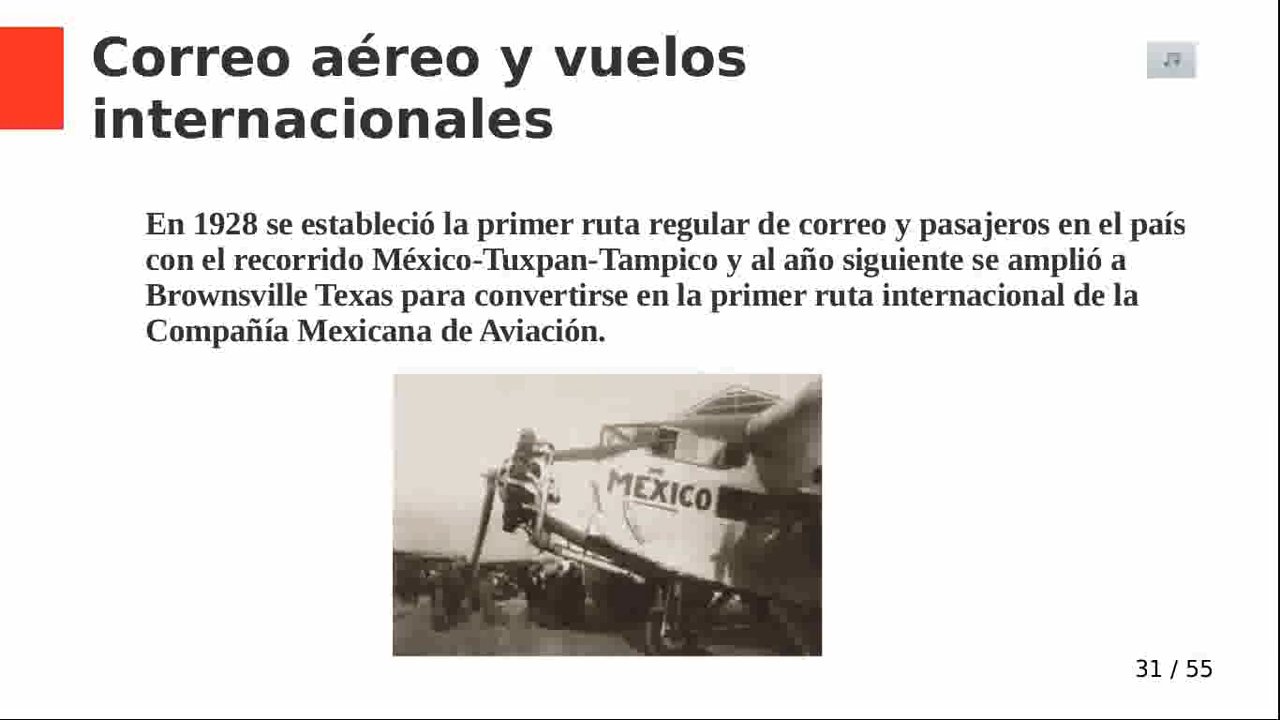 Correo aéreo y vuelos
internacionales
En 1928 se estableció la primer ruta regular de correo y pasajeros en el país
con el recorrido México-Tuxpan-Tampico y al año siguiente se amplió a
Brownsville Texas para convertirse en la primer ruta internacional de la
Compañía Mexicana de Aviación.
MEXICO
31 / 55